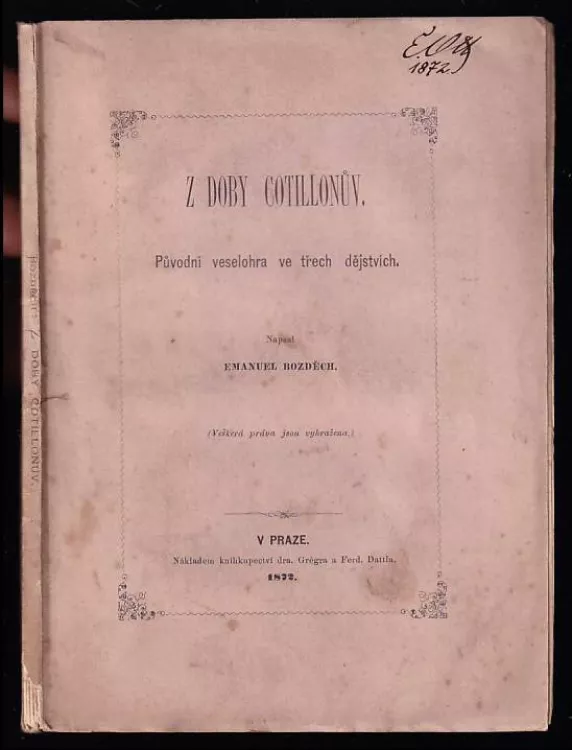 1872
Z DOBY COTILLONŮV.
Původní veselohra ve třech dějstvích.
Napsal
EMANUEL BOZDĚCH.
(Veškerá práva jsou vyhražena.)
V PRAZE.
Nákladem knihkupectví dra. Grégra a Ferd. Dattla.
1872.
Z DOBY COTILLONŮV.